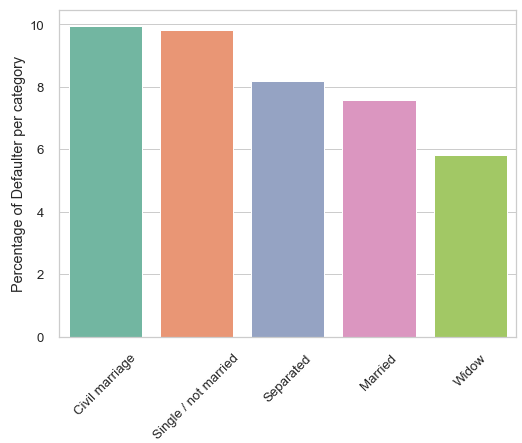 Percentage of Defaulter per category
10
8
6
4
2
0
Civil marriage
Single / not married
Separated
Married
Widow